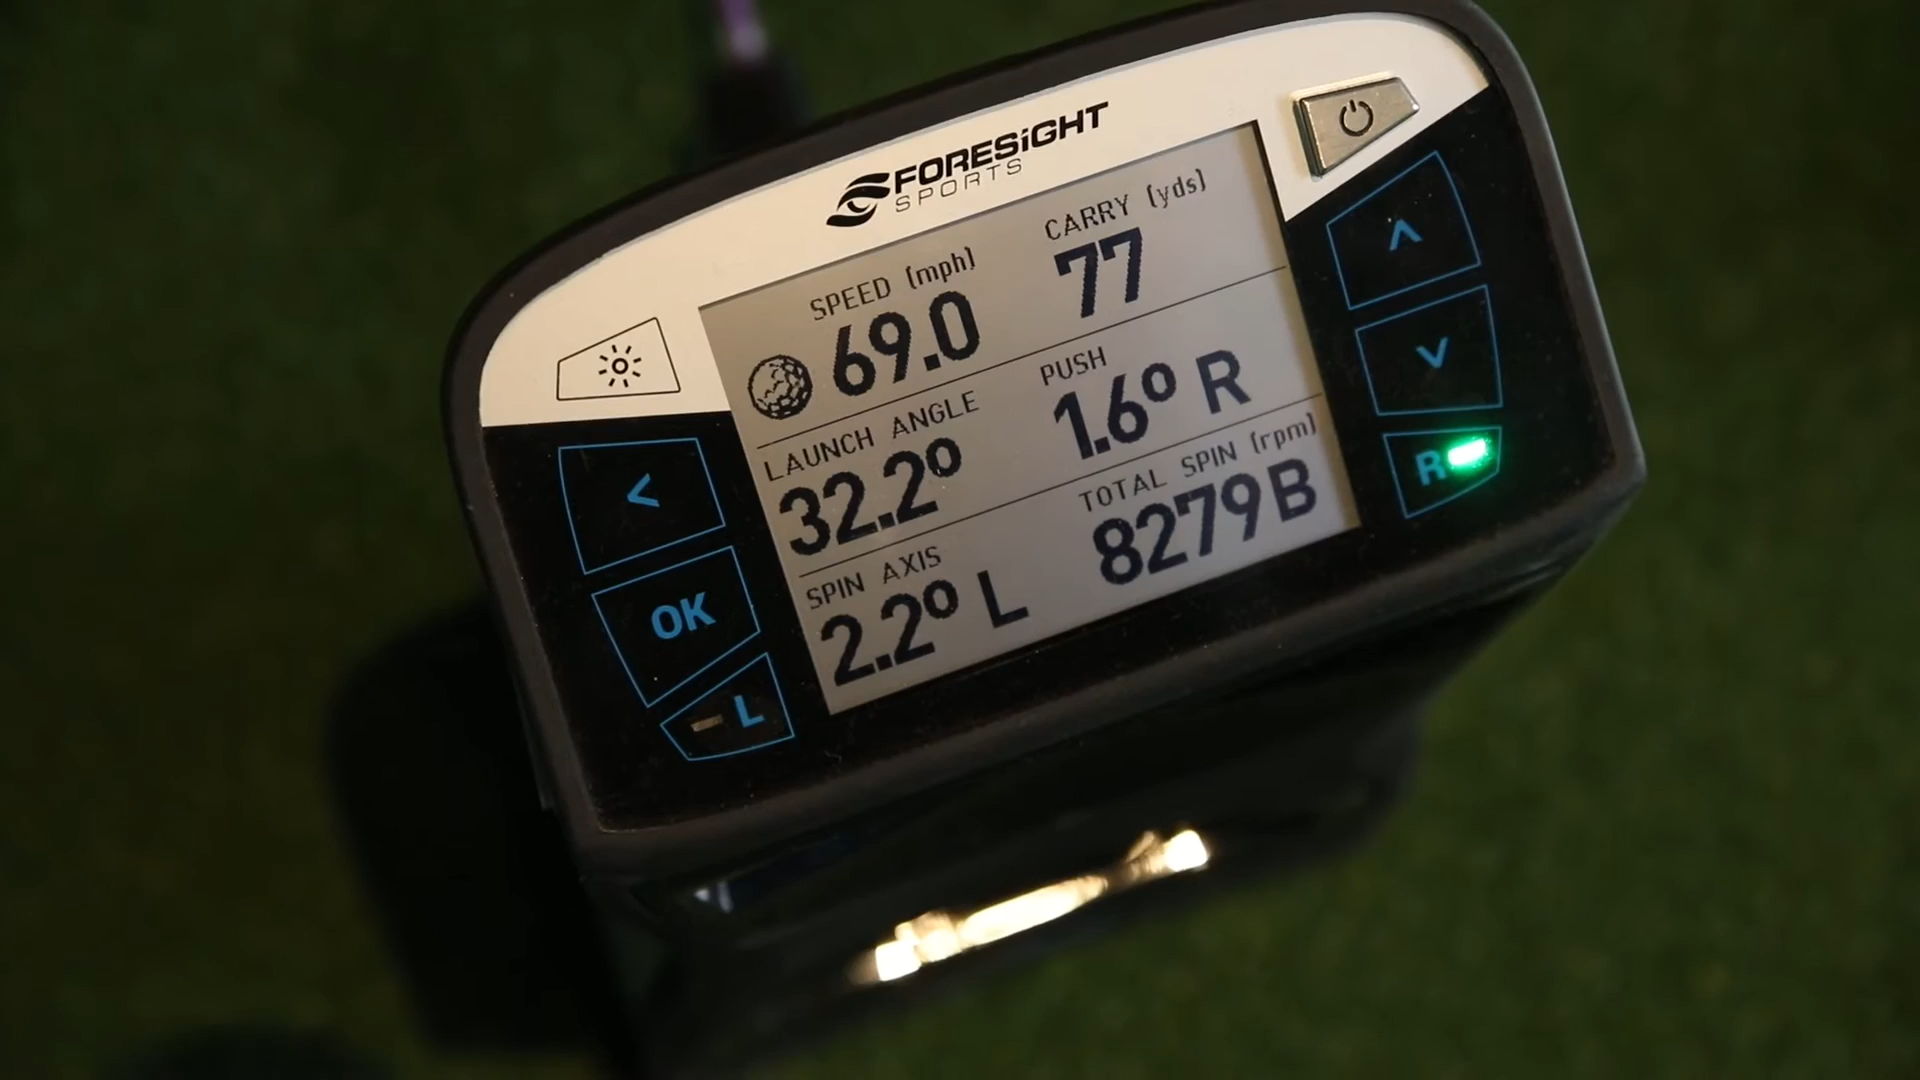 FORESiGHT
SPORTS
SPEED (mph)
69.0
CARRY (yds)
77
LAUNCH ANGLE
32.2°
PUSH
1.6° R
SPIN AXIS
2.2° L
TOTAL SPIN (rpm)
8279 B
<
OK
L
R